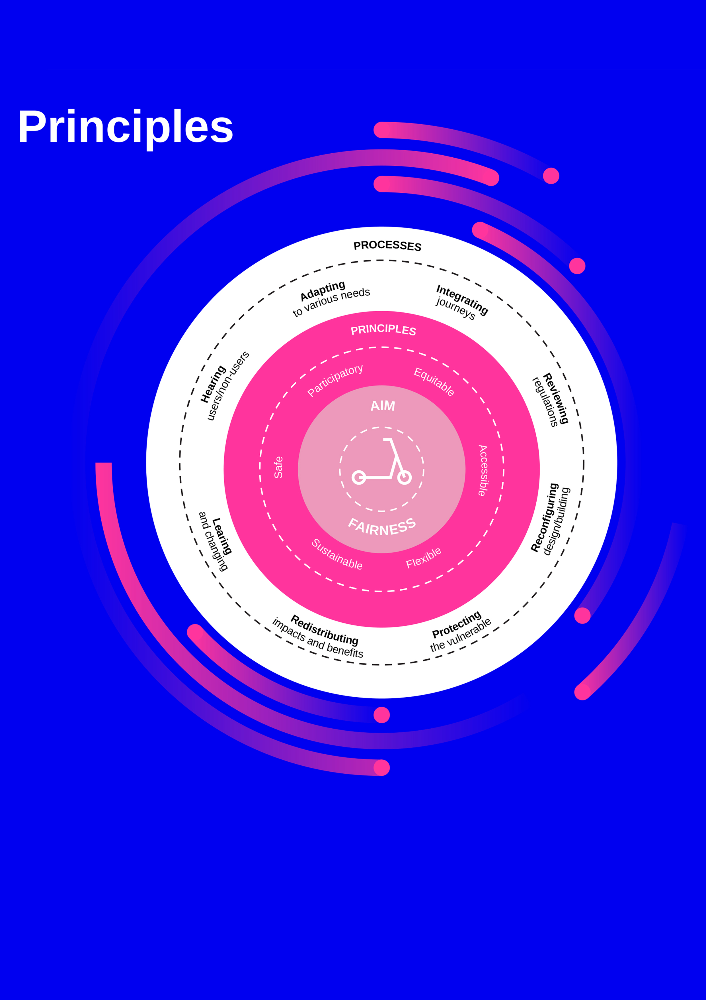 Principles
PROCESSES
Adapting
to various needs
Integrating
journeys
Reviewing
regulations
Reconfiguring
design/building
Protecting
the vulnerable
Redistributing
impacts and benefits
Learing
and changing
Hearing
users/non-users
PRINCIPLES
Participatory
Equitable
Accessible
Flexible
Sustainable
Safe
AIM
FAIRNESS